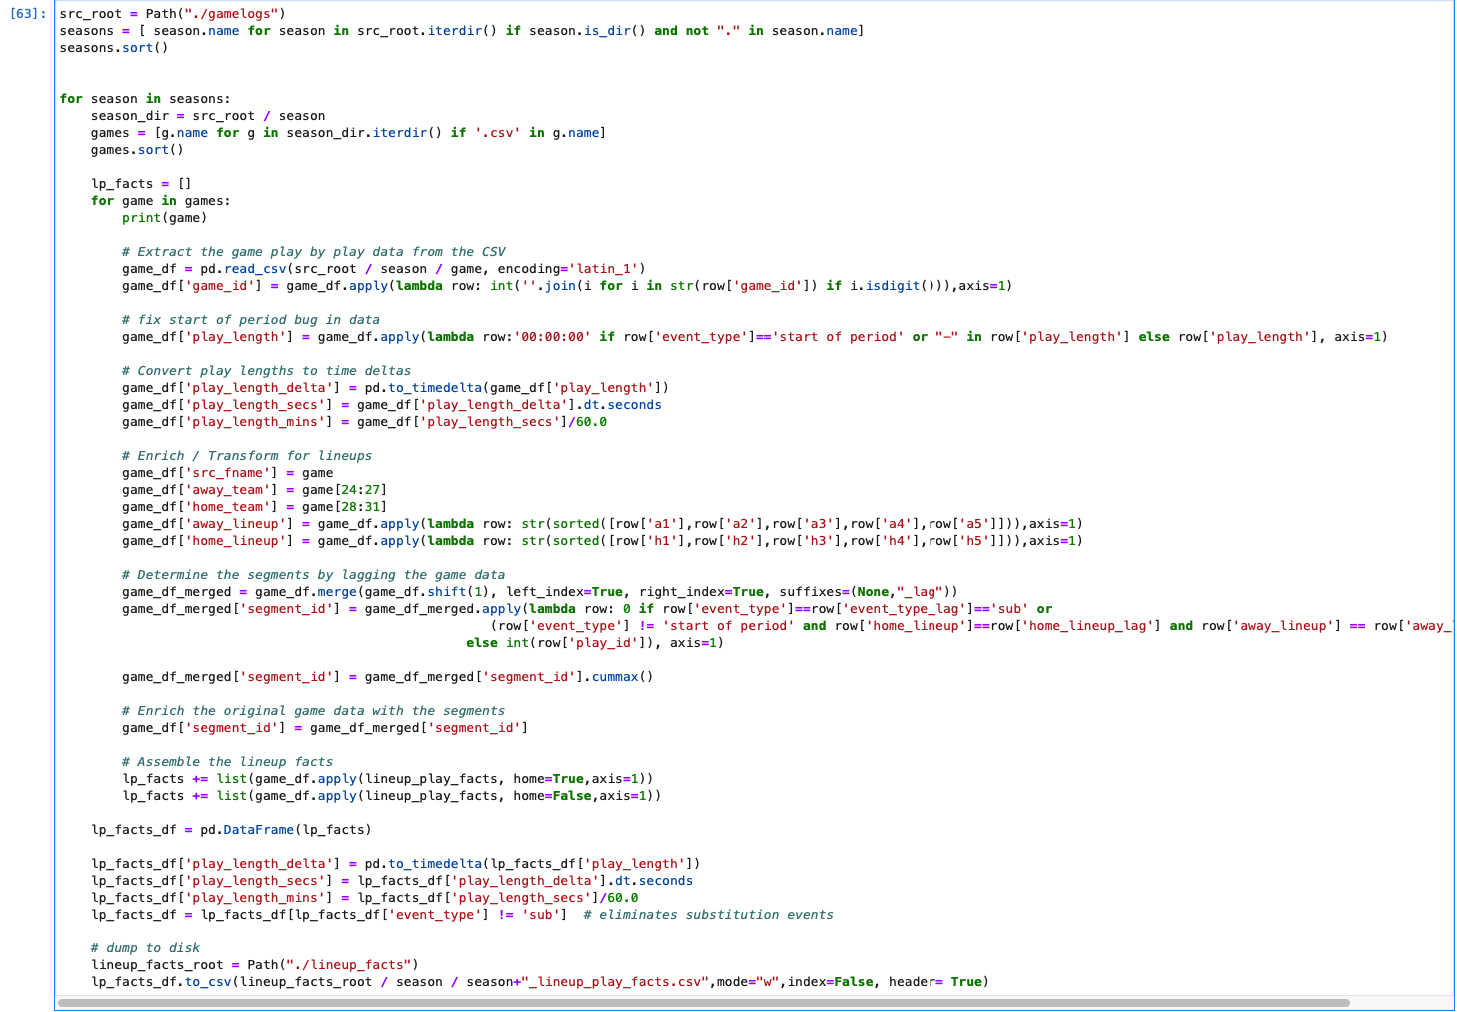 [63]: src_root = Path("./gamelogs")
seasons = [ season.name for season in src_root.iterdir() if season.is_dir() and not "." in season.name]
seasons.sort()
for season in seasons:
season_dir = src_root / season
games = [g.name for g in season_dir.iterdir() if '.csv' in g.name]
games.sort()
lp_facts = []
for game in games:
print(game)
# Extract the game play by play data from the CSV
game_df = pd.read_csv(src_root / season / game, encoding='latin_1')
game_df['game_id'] = game_df.apply(lambda row: int(''.join(i for i in str(row['game_id']) if i.isdigit())),axis=1)
# fix start of period bug in data
game_df['play_length'] = game_df.apply(lambda row:'00:00:00' if row['event_type']=='start of period' or "-" in row['play_length'] else row['play_length'], axis=1)
# Convert play lengths to time deltas
game_df['play_length_delta'] = pd.to_timedelta(game_df['play_length'])
game_df['play_length_secs'] = game_df['play_length_delta'].dt.seconds
game_df['play_length_mins'] = game_df['play_length_secs']/60.0
# Enrich / Transform for lineups
game_df['src_fname'] = game
game_df['away_team'] = game[24:27]
game_df['home_team'] = game[28:31]
game_df['away_lineup'] = game_df.apply(lambda row: str(sorted([row['a1'],row['a2'],row['a3'],row['a4'],row['a5']])),axis=1)
game_df['home_lineup'] = game_df.apply(lambda row: str(sorted([row['h1'],row['h2'],row['h3'],row['h4'],row['h5']])),axis=1)
# Determine the segments by lagging the game data
game_df_merged = game_df.merge(game_df.shift(1), left_index=True, right_index=True, suffixes=(None,"_lag"))
game_df_merged['segment_id'] = game_df_merged.apply(lambda row: 0 if row['event_type']==row['event_type_lag']=='sub' or
(row['event_type'] != 'start of period' and row['home_lineup']==row['home_lineup_lag'] and row['away_lineup'] == row['away_
else int(row['play_id']), axis=1)
game_df_merged['segment_id'] = game_df_merged['segment_id'].cummax()
# Enrich the original game data with the segments
game_df['segment_id'] = game_df_merged['segment_id']
# Assemble the lineup facts
lp_facts += list(game_df.apply(lineup_play_facts, home=True,axis=1))
lp_facts += list(game_df.apply(lineup_play_facts, home=False,axis=1))
lp_facts_df = pd.DataFrame(lp_facts)
lp_facts_df['play_length_delta'] = pd.to_timedelta(lp_facts_df['play_length'])
lp_facts_df['play_length_secs'] = lp_facts_df['play_length_delta'].dt.seconds
lp_facts_df['play_length_mins'] = lp_facts_df['play_length_secs']/60.0
lp_facts_df = lp_facts_df[lp_facts_df['event_type'] != 'sub']  # eliminates substitution events
# dump to disk
lineup_facts_root = Path("./lineup_facts")
lp_facts_df.to_csv(lineup_facts_root / season / season+"_lineup_play_facts.csv",mode="w",index=False, header= True)